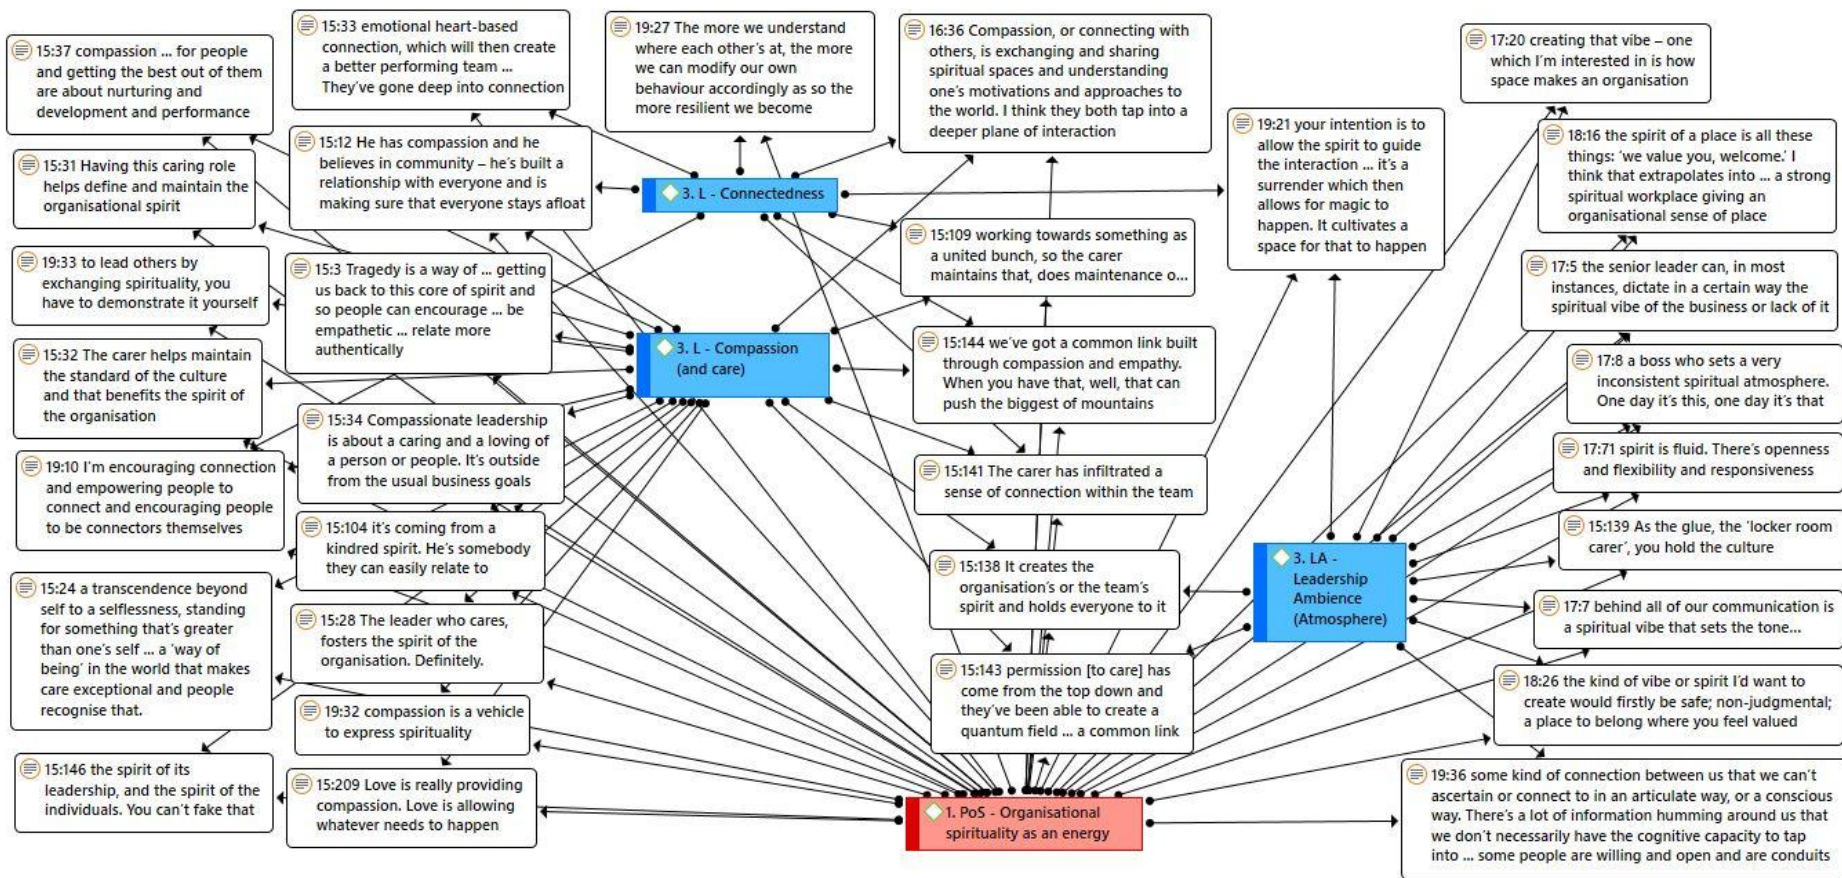 15:37 compassion ... for people
and getting the best out of them
are about nurturing and
development and performance
15:31 Having this caring role
helps define and maintain the
organisational spirit
19:33 to lead others by
exchanging spirituality, you
have to demonstrate it yourself
15:32 The carer helps maintain
the standard of the culture
and that benefits the spirit of
the organisation
19:10 I'm encouraging connection
and empowering people to
connect and encouraging people
to be connectors themselves
15:24 a transcendence beyond
self to a selflessness, standing
for something that's greater
than one's self ... a 'way of
being' in the world that makes
care exceptional and people
recognise that.
15:146 the spirit of its
leadership, and the spirit of the
individuals. You can't fake that
15:33 emotional heart-based
connection, which will then create
a better performing team ...
They've gone deep into connection
15:12 He has compassion and he
believes in community – he's built a
relationship with everyone and is
making sure that everyone stays afloat
15:3 Tragedy is a way of ... getting
us back to this core of spirit and
so people can encourage ... be
empathetic ... relate more
authentically
15:34 Compassionate leadership
is about a caring and a loving of
a person or people. It's outside
from the usual business goals
15:104 it's coming from a
kindred spirit. He's somebody
they can easily relate to
15:28 The leader who cares,
fosters the spirit of the
organisation. Definitely.
19:32 compassion is a vehicle
to express spirituality
15:209 Love is really providing
compassion. Love is allowing
whatever needs to happen
19:27 The more we understand
where each other's at, the more
we can modify our own
behaviour accordingly as so the
more resilient we become
3. L - Connectedness
3. L - Compassion
(and care)
16:36 Compassion, or connecting with
others, is exchanging and sharing
spiritual spaces and understanding
one's motivations and approaches to
the world. I think they both tap into a
deeper plane of interaction
15:109 working towards something as
a united bunch, so the carer
maintains that, does maintenance o...
15:144 we've got a common link built
through compassion and empathy.
When you have that, well, that can
push the biggest of mountains
15:141 The carer has infiltrated a
sense of connection within the team
15:138 It creates the
organisation's or the team's
spirit and holds everyone to it
15:143 permission [to care] has
come from the top down and
they've been able to create a
quantum field ... a common link
1. PoS - Organisational
spirituality as an energy
19:21 your intention is to
allow the spirit to guide
the interaction ... it's a
surrender which then
allows for magic to
happen. It cultivates a
space for that to happen
3. LA -
Leadership
Ambience
(Atmosphere)
17:20 creating that vibe – one
which I'm interested in is how
space makes an organisation
18:16 the spirit of a place is all these
things: 'we value you, welcome.' I
think that extrapolates into ... a strong
spiritual workplace giving an
organisational sense of place
17:5 the senior leader can, in most
instances, dictate in a certain way the
spiritual vibe of the business or lack of it
17:8 a boss who sets a very
inconsistent spiritual atmosphere.
One day it's this, one day it's that
17:71 spirit is fluid. There's openness
and flexibility and responsiveness
15:139 As the glue, the 'locker room
carer', you hold the culture
17:7 behind all of our communication is
a spiritual vibe that sets the tone...
18:26 the kind of vibe or spirit I'd want to
create would firstly be safe; non-judgmental;
a place to belong where you feel valued
19:36 some kind of connection between us that we can't
ascertain or connect to in an articulate way, or a conscious
way. There's a lot of information humming around us that
we don't necessarily have the cognitive capacity to tap
into ... some people are willing and open and are conduits